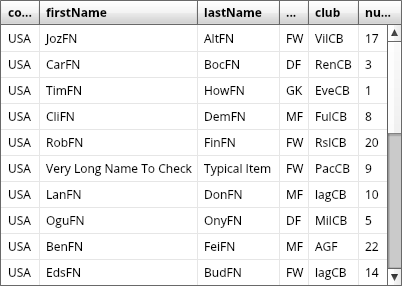 co... firstName lastName ... club nu...
USA JozFN AltFN FW VilCB 17
USA CarFN BocFN DF RenCB 3
USA TimFN HowFN GK EveCB 1
USA CliFN DemFN MF FulCB 8
USA RobFN FinFN FW RslCB 20
USA Very Long Name To Check Typical Item FW PacCB 9
USA LanFN DonFN MF lagCB 10
USA OguFN OnyFN DF MilCB 5
USA BenFN FeiFN MF AGF 22
USA EdsFN BudFN FW lagCB 14